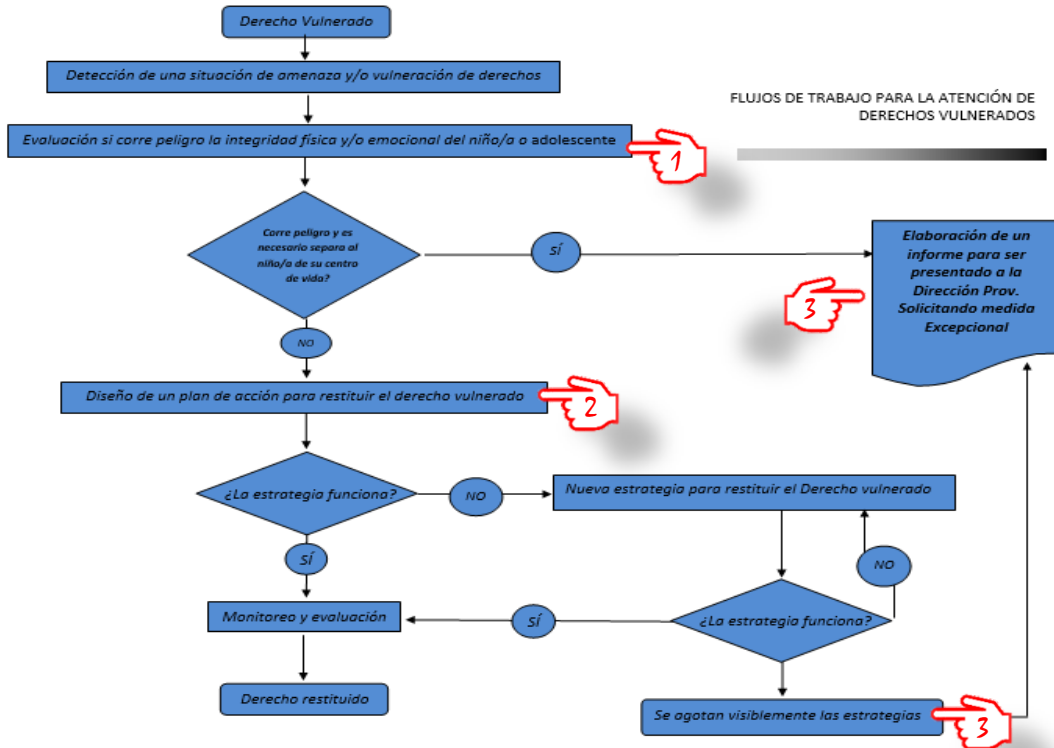 Derecho Vulnerado
Detección de una situación de amenaza y/o vulneración de derechos
FLUJOS DE TRABAJO PARA LA ATENCIÓN DE
DERECHOS VULNERADOS
Evaluación si corre peligro la integridad física y/o emocional del niño/a o adolescente
1
Corre peligro y es
necesario separa al
niño/a de su centro
de vida?
SÍ
Elaboración de un
informe para ser
presentado a la
Dirección Prov.
Solicitando medida
Excepcional
3
NO
Diseño de un plan de acción para restituir el derecho vulnerado
2
¿La estrategia funciona?
NO
Nueva estrategia para restituir el Derecho vulnerado
SÍ
NO
Monitoreo y evaluación
SÍ
¿La estrategia funciona?
Derecho restituido
Se agotan visiblemente las estrategias
3